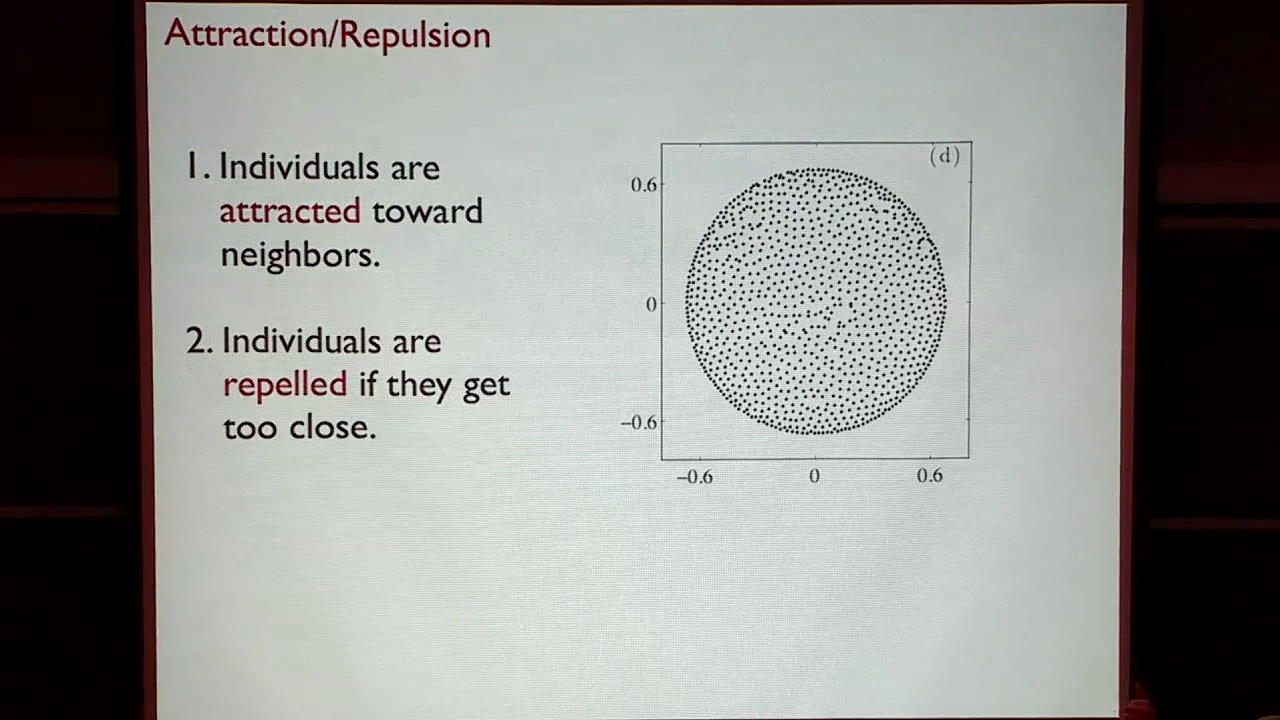 Attraction/Repulsion
1. Individuals are
attracted toward
neighbors.
2. Individuals are
repelled if they get
too close.
(d)
0.6
0
−0.6
−0.6
0
0.6